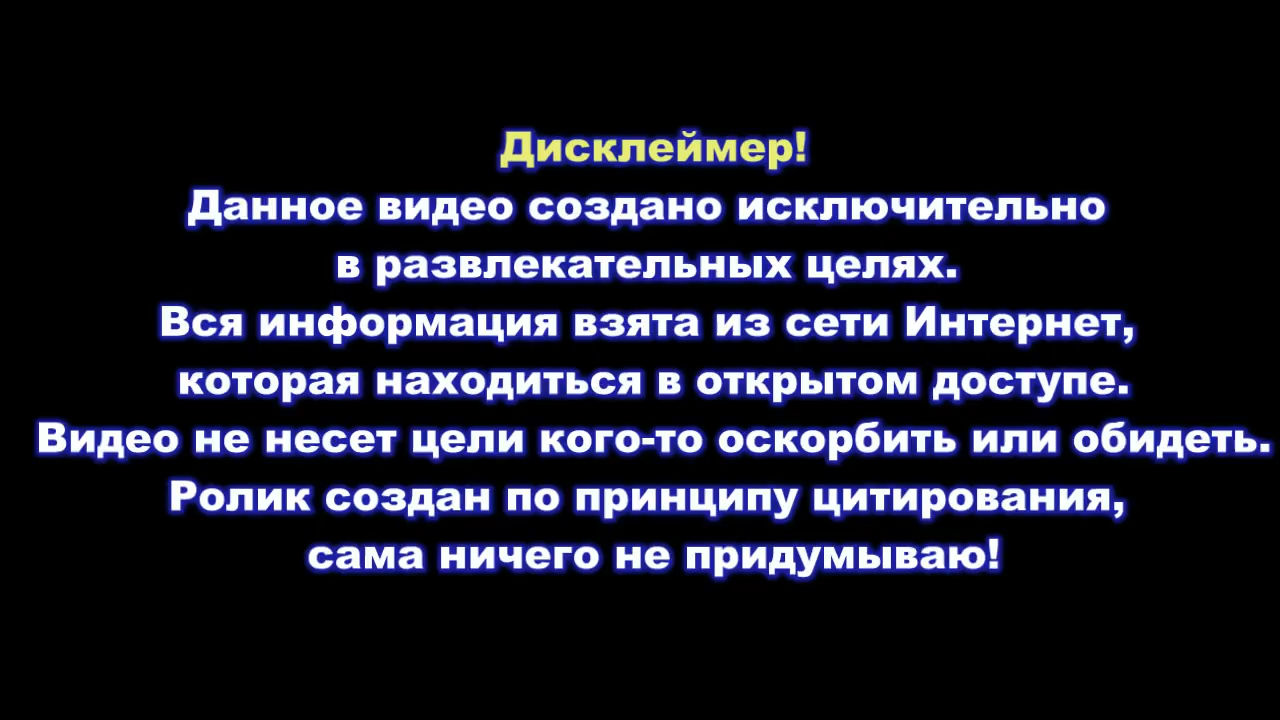 Дисклеймер!
Данное видео создано исключительно
в развлекательных целях.
Вся информация взята из сети Интернет,
которая находиться в открытом доступе.
Видео не несет цели кого-то оскорбить или обидеть.
Ролик создан по принципу цитирования,
сама ничего не придумываю!